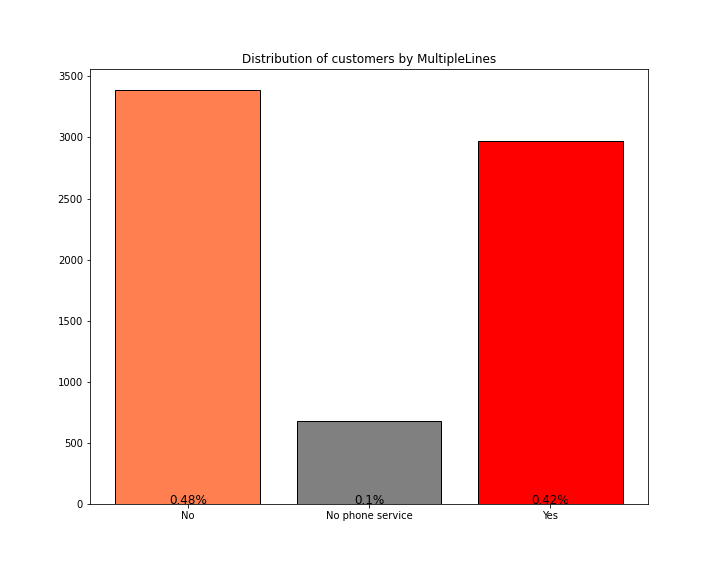 Distribution of customers by MultipleLines
3500
3000
2500
2000
1500
1000
500
0
0.48%
0.1%
0.42%
No
No phone service
Yes